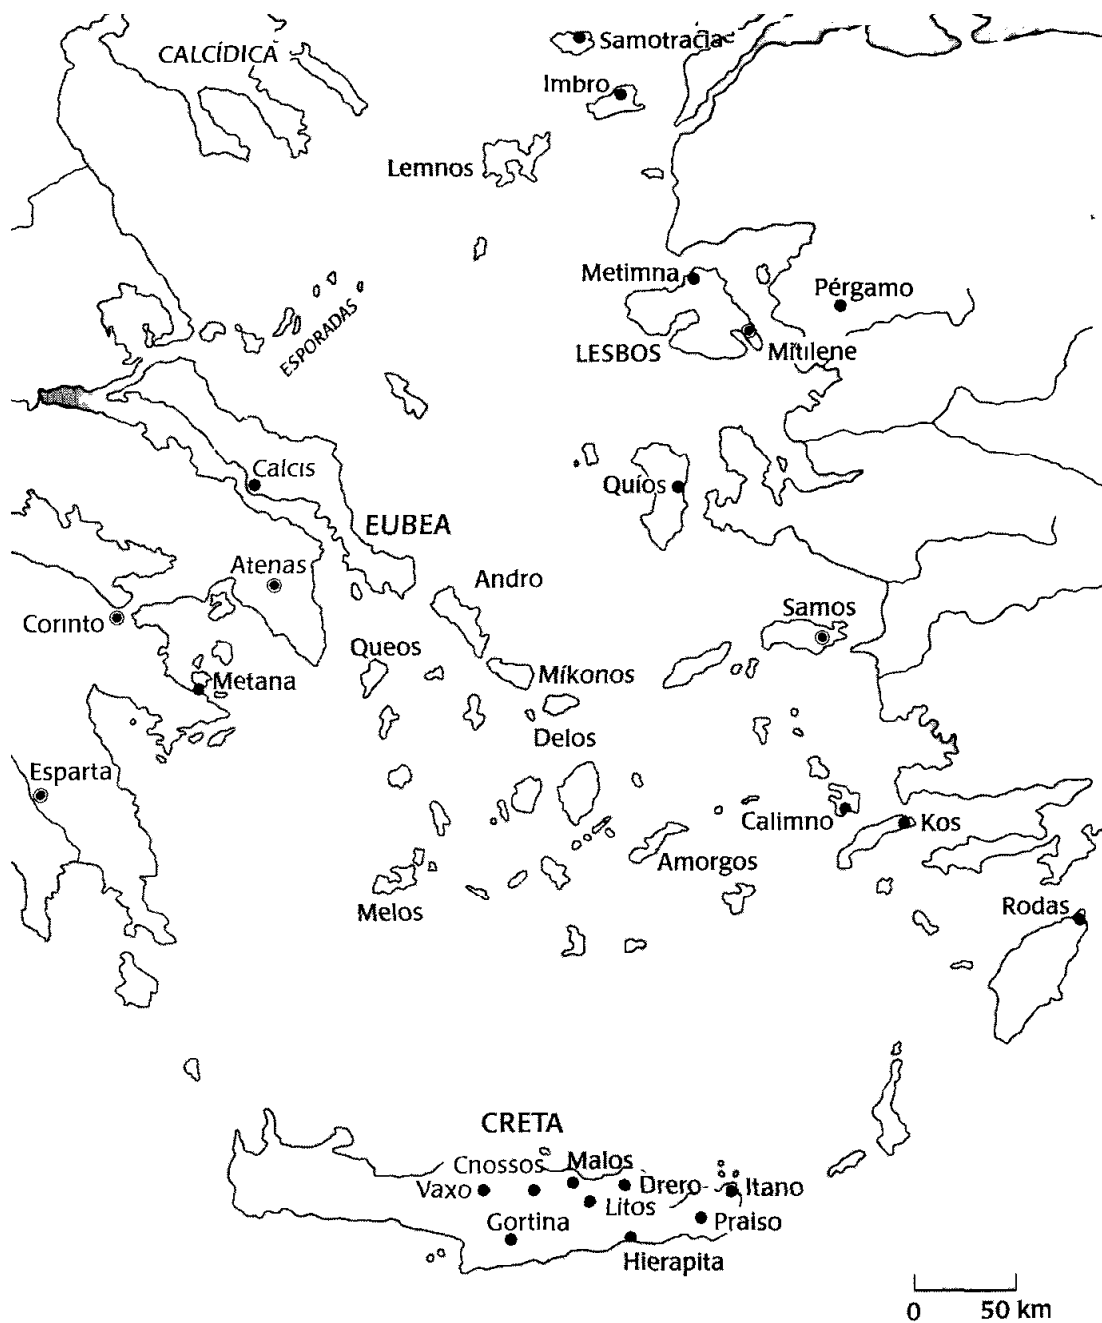 CALCÍDICA
Samotracia
Imbro
Lemnos
Metimna
Pérgamo
ESPORADAS
LESBOS
Mitilene
Calcis
Quíos
EUBEA
Atenas
Andro
Corinto
Samos
Queos
Míkonos
Metana
Delos
Esparta
Calimno
Kos
Amorgos
Melos
Rodas
CRETA
Cnossos
Malos
Vaxo
Drero
Itano
Litos
Gortina
Praiso
Hierapita
0 50 km